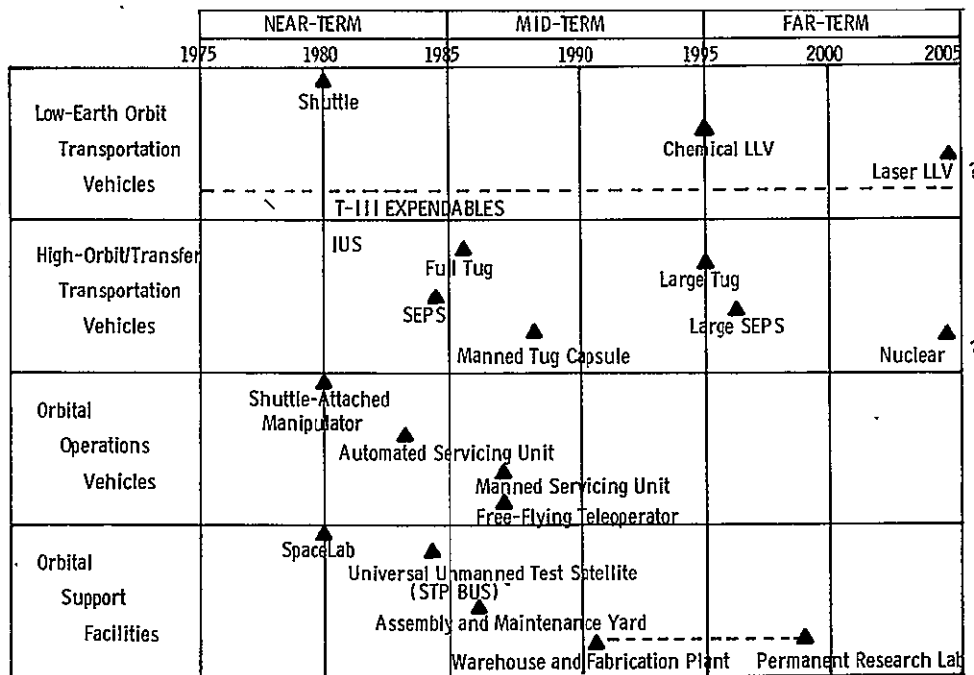 NEAR-TERM MID-TERM FAR-TERM
1975 1980 1985 1990 1995 2000 2005
Low-Earth Orbit
Transportation
Vehicles
Shuttle
Chemical LLV
Laser LLV
?
T-III EXPENDABLES
High-Orbit/Transfer
Transportation
Vehicles
IUS
Full Tug
SEPS
Manned Tug Capsule
Large Tug
Large SEPS
Nuclear
?
Orbital
Operations
Vehicles
Shuttle-Attached
Manipulator
Automated Servicing Unit
Manned Servicing Unit
Free-Flying Teleoperator
Orbital
Support
Facilities
SpaceLab
Universal Unmanned Test Satellite
(STP BUS)
Assembly and Maintenance Yard
Warehouse and Fabrication Plant
Permanent Research Lab